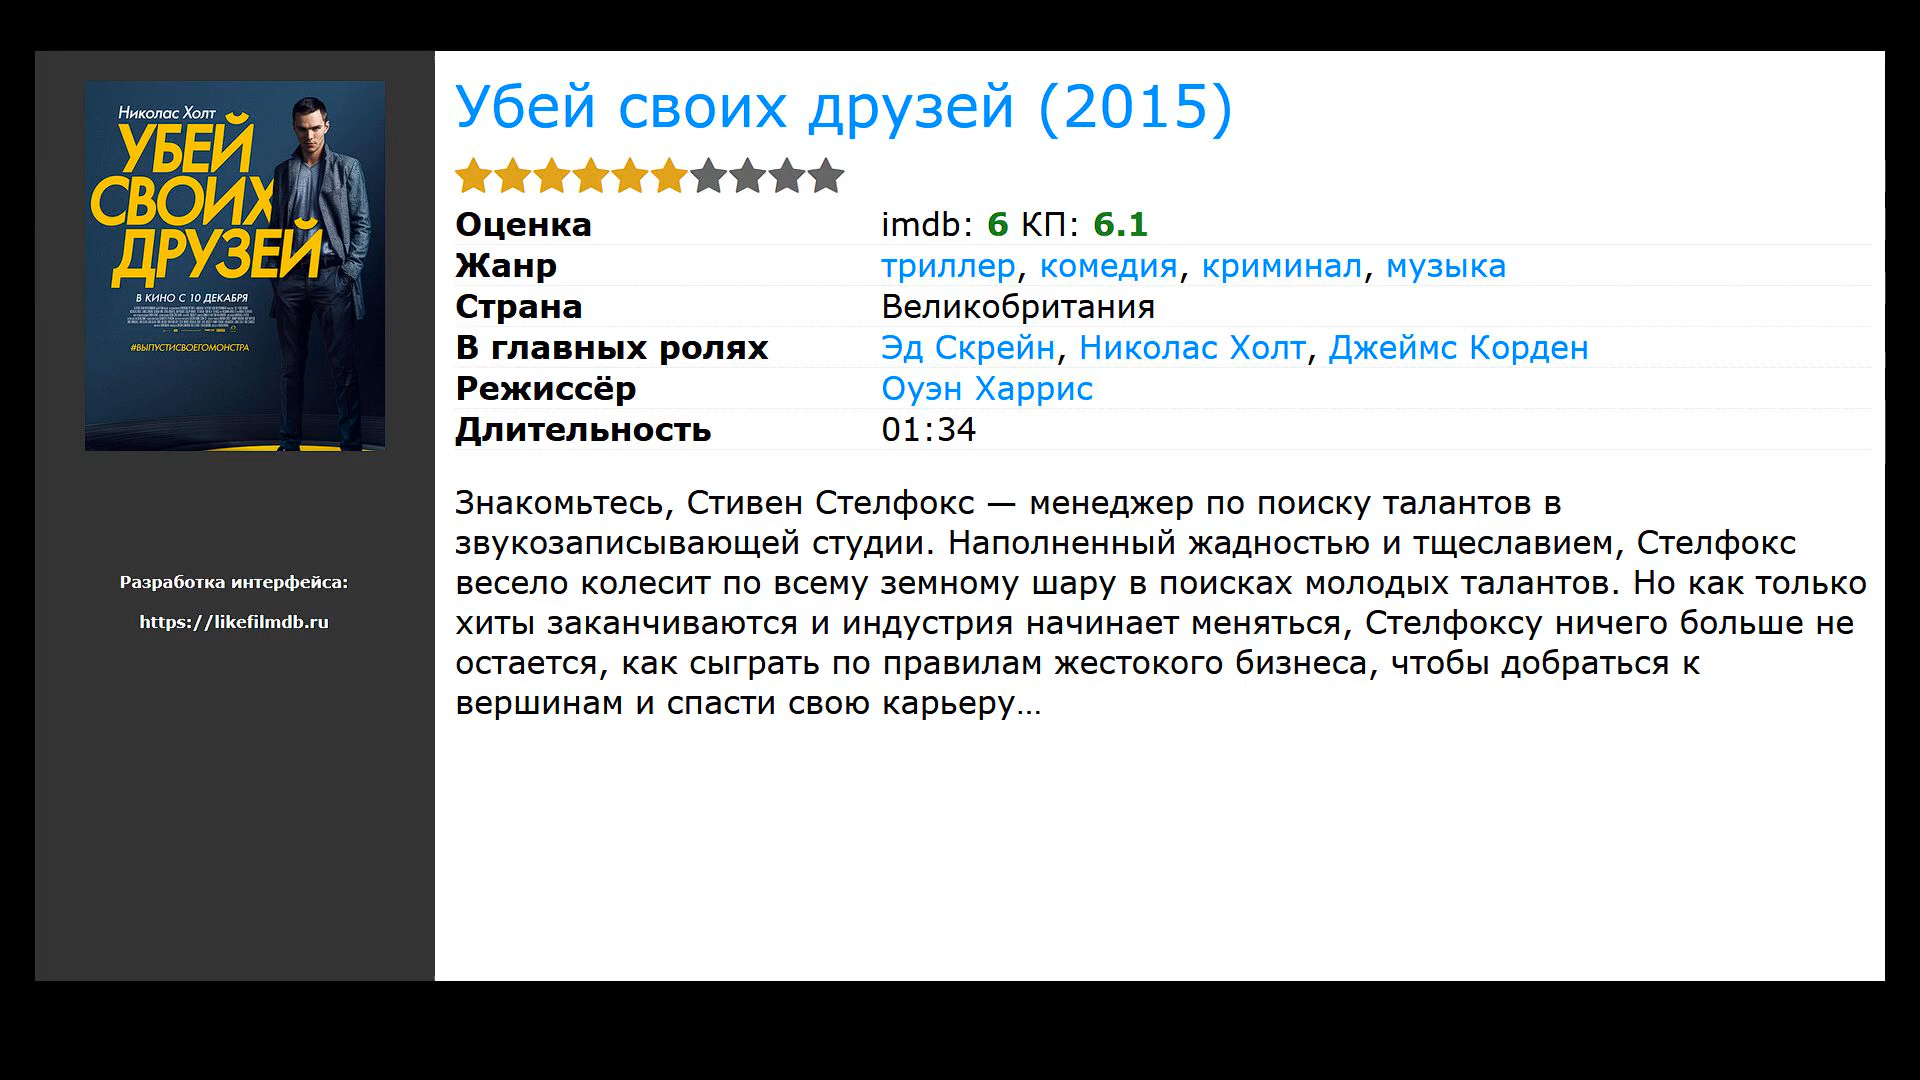 Николас Холт
УБЕЙ
СВОИХ
ДРУЗЕЙ
В КИНО С 10 ДЕКАБРЯ
#ВЫПУСТИСВОЕГОМОНСТРА
Разработка интерфейса:
https://likefilmdb.ru
Убей своих друзей (2015)
Оценка imdb: 6 КП: 6.1
Жанр триллер, комедия, криминал, музыка
Страна Великобритания
В главных ролях Эд Скрейн, Николас Холт, Джеймс Корден
Режиссёр Оуэн Харрис
Длительность 01:34
Знакомьтесь, Стивен Стелфокс — менеджер по поиску талантов в
звукозаписывающей студии. Наполненный жадностью и тщеславием, Стелфокс
весело колесит по всему земному шару в поисках молодых талантов. Но как только
хиты заканчиваются и индустрия начинает меняться, Стелфоксу ничего больше не
остается, как сыграть по правилам жестокого бизнеса, чтобы добраться к
вершинам и спасти свою карьеру…